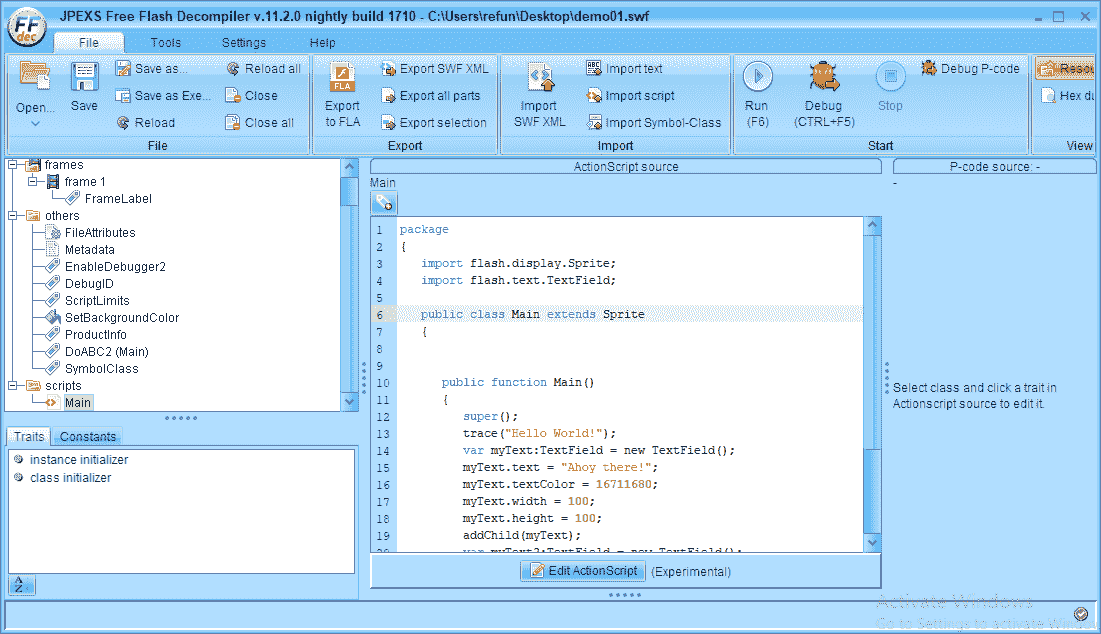 FF dec
JPEXS Free Flash Decompiler v.11.2.0 nightly build 1710 - C:\Users\refun\Desktop\demo01.swf
File Tools Settings Help
Open... Save Save as... Reload all
Save as Exe... Close
Reload Close all
File
FLA
Export to FLA
Export SWF XML
Export all parts
Export selection
Export
Import SWF XML
ABC
Import text
Import script
Import Symbol-Class
Import
Run (F6)
Debug (CTRL+F5)
Stop
Debug P-code
Start
Resou
Hex du
View
frames
frame 1
FrameLabel
others
FileAttributes
Metadata
EnableDebugger2
DebugID
ScriptLimits
SetBackgroundColor
ProductInfo
DoABC2 (Main)
SymbolClass
scripts
Main
Traits Constants
instance initializer
class initializer
A
Z
ActionScript source
Main
1 package
2 {
3 import flash.display.Sprite;
4 import flash.text.TextField;
5
6 public class Main extends Sprite
7 {
8
9
10 public function Main()
11 {
12 super();
13 trace("Hello World!");
14 var myText:TextField = new TextField();
15 myText.text = "Ahoy there!";
16 myText.textColor = 16711680;
17 myText.width = 100;
18 myText.height = 100;
19 addChild(myText);
20 var myText2:TextField = new TextField();
Edit ActionScript (Experimental)
P-code source: -
-
Select class and click a trait in
Actionscript source to edit it.
Activate Windows
Go to Settings to activate Windo